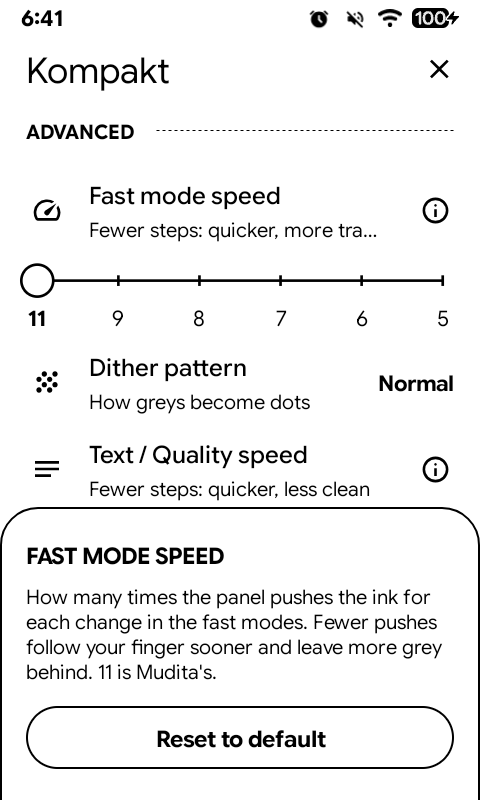 6:41
100
Kompakt
ADVANCED
Fast mode speed
Fewer steps: quicker, more tra...
11 9 8 7 6 5
Dither pattern
How greys become dots
Normal
Text / Quality speed
Fewer steps: quicker, less clean
FAST MODE SPEED
How many times the panel pushes the ink for
each change in the fast modes. Fewer pushes
follow your finger sooner and leave more grey
behind. 11 is Mudita's.
Reset to default